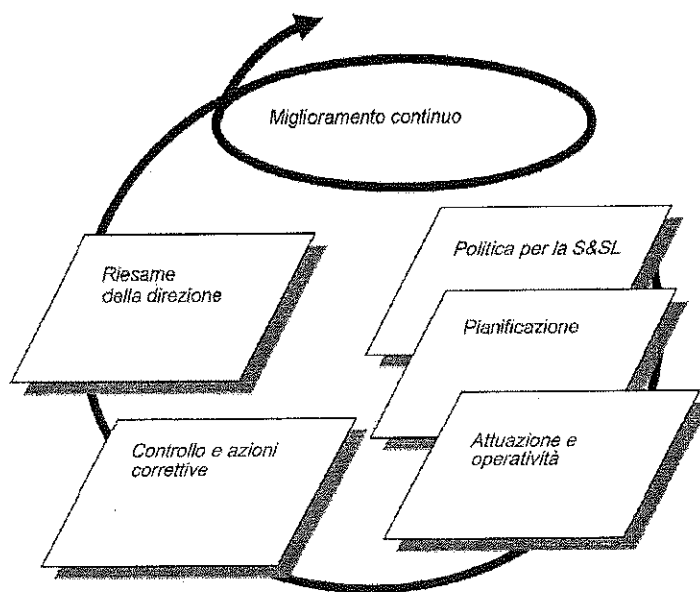 Miglioramento continuo
Politica per la S&SL
Pianificazione
Attuazione e
operatività
Controllo e azioni
correttive
Riesame
della direzione